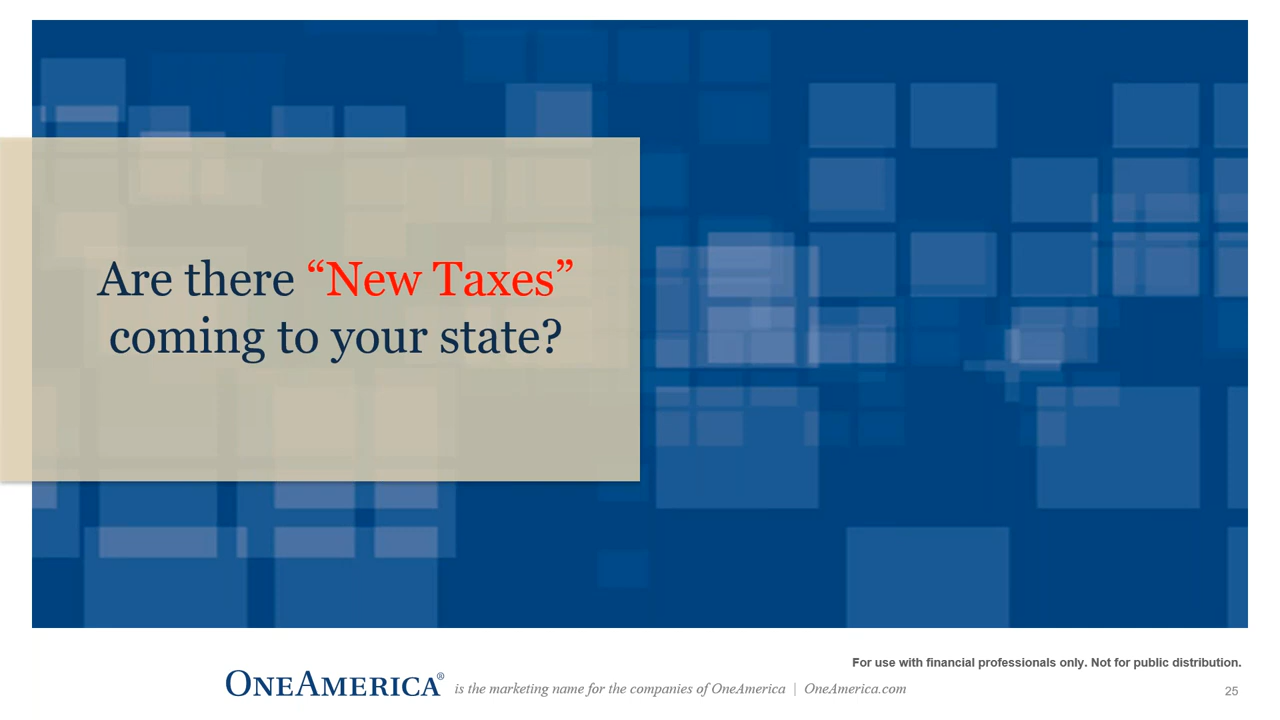 Are there “New Taxes”
coming to your state?
For use with financial professionals only. Not for public distribution.
ONEAMERICA® is the marketing name for the companies of OneAmerica | OneAmerica.com
25